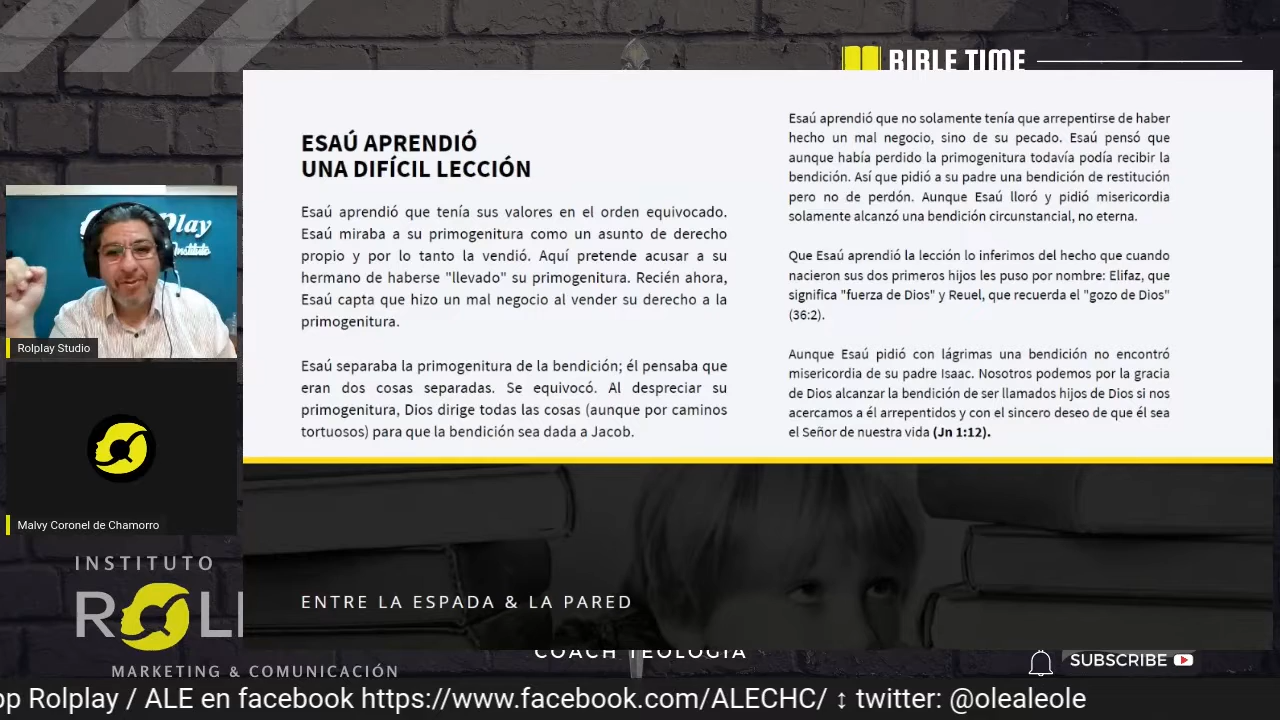 BIBLE TIME
ESAÚ APRENDIÓ
UNA DIFÍCIL LECCIÓN
Esaú aprendió que tenía sus valores en el orden equivocado.
Esaú miraba a su primogenitura como un asunto de derecho
propio y por lo tanto la vendió. Aquí pretende acusar a su
hermano de haberse "llevado" su primogenitura. Recién ahora,
Esaú capta que hizo un mal negocio al vender su derecho a la
primogenitura.
Esaú separaba la primogenitura de la bendición; él pensaba que
eran dos cosas separadas. Se equivocó. Al despreciar su
primogenitura, Dios dirige todas las cosas (aunque por caminos
tortuosos) para que la bendición sea dada a Jacob.
Esaú aprendió que no solamente tenía que arrepentirse de haber
hecho un mal negocio, sino de su pecado. Esaú pensó que
aunque había perdido la primogenitura todavía podía recibir la
bendición. Así que pidió a su padre una bendición de restitución
pero no de perdón. Aunque Esaú lloró y pidió misericordia
solamente alcanzó una bendición circunstancial, no eterna.
Que Esaú aprendió la lección lo inferimos del hecho que cuando
nacieron sus dos primeros hijos les puso por nombre: Elifaz, que
significa "fuerza de Dios" y Reuel, que recuerda el "gozo de Dios"
(36:2).
Aunque Esaú pidió con lágrimas una bendición no encontró
misericordia de su padre Isaac. Nosotros podemos por la gracia
de Dios alcanzar la bendición de ser llamados hijos de Dios si nos
acercamos a él arrepentidos y con el sincero deseo de que él sea
el Señor de nuestra vida (Jn 1:12).
Rolplay Studio
Malvy Coronel de Chamorro
INSTITUTO
ROL
MARKETING & COMUNICACIÓN
ENTRE LA ESPADA & LA PARED
COACH TEOLOGÍA
SUBSCRIBE
Rolplay / ALE en facebook https://www.facebook.com/ALECHC/ ↕ twitter: @olealeole